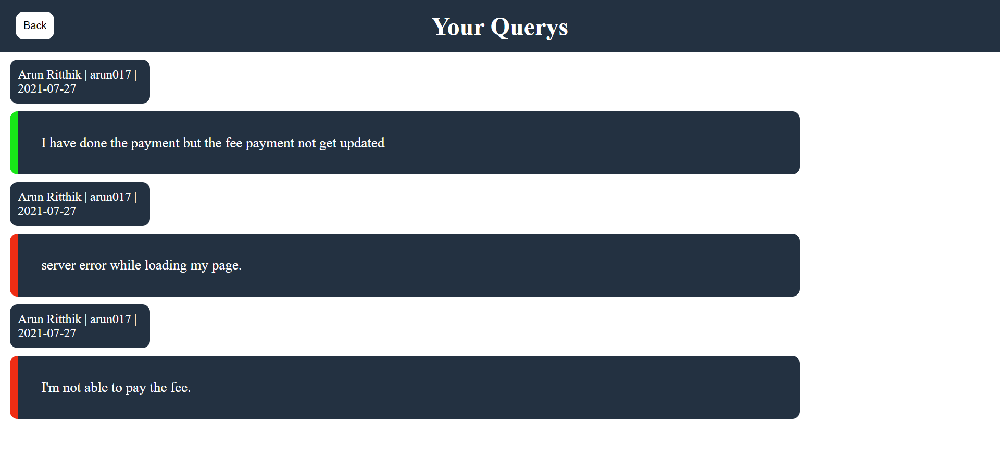 Back
Your Querys
Arun Ritthik | arun017 |
2021-07-27
I have done the payment but the fee payment not get updated
Arun Ritthik | arun017 |
2021-07-27
server error while loading my page.
Arun Ritthik | arun017 |
2021-07-27
I'm not able to pay the fee.